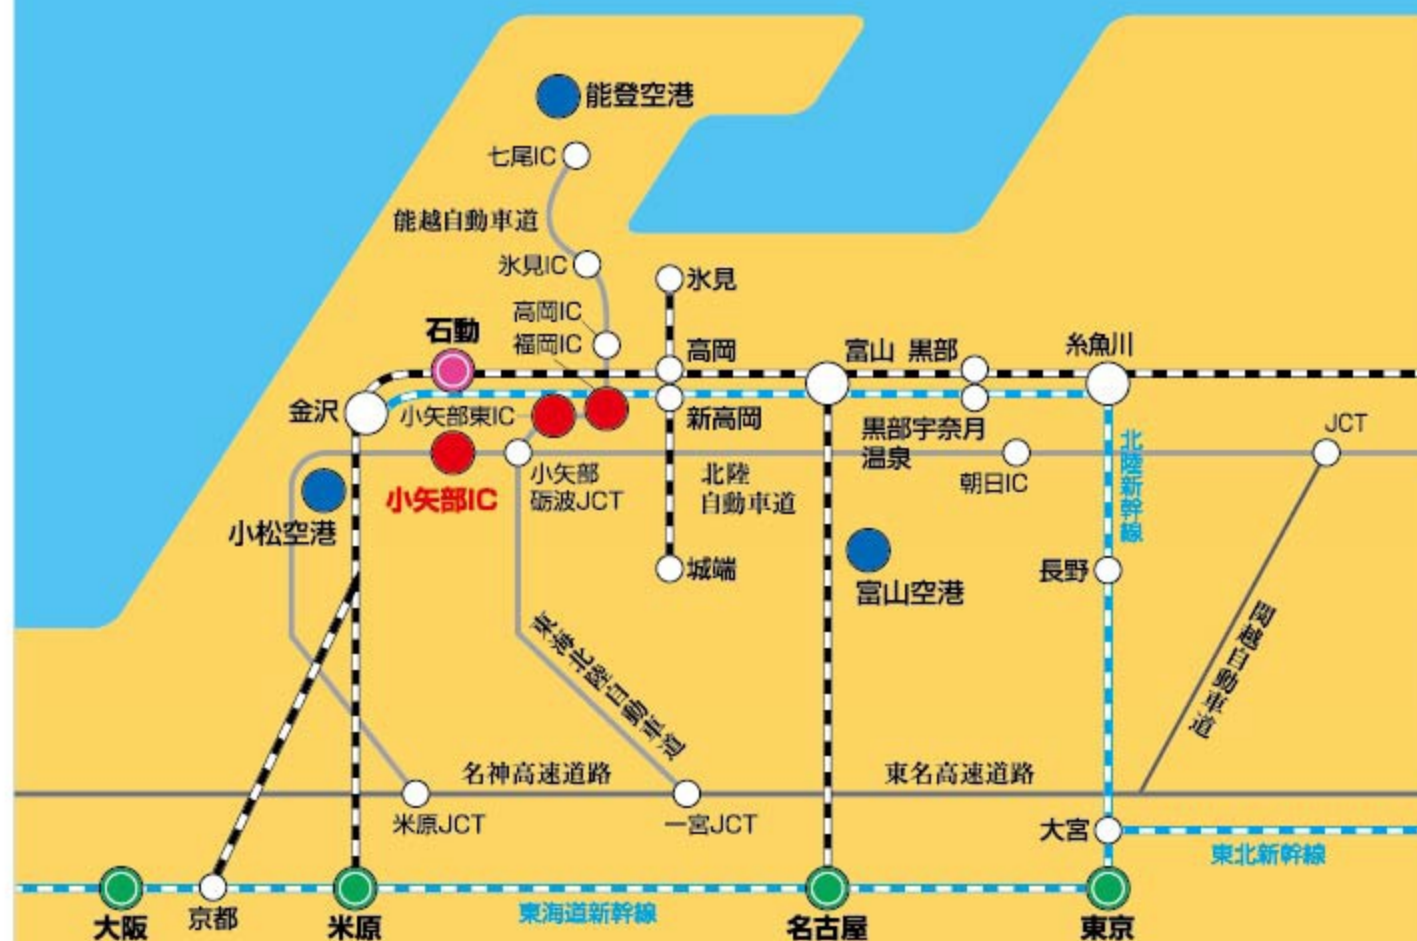 能登空港
七尾IC
能越自動車道
氷見IC
氷見
高岡IC
石動
福岡IC
高岡
富山
黒部
糸魚川
金沢
小矢部東IC
新高岡
黒部宇奈月
温泉
JCT
北陸新幹線
小矢部IC
小矢部
砺波JCT
北陸
自動車道
朝日IC
小松空港
城端
富山空港
長野
東海北陸自動車道
関越自動車道
名神高速道路
東名高速道路
米原JCT
一宮JCT
大宮
東北新幹線
大阪
京都
米原
東海道新幹線
名古屋
東京